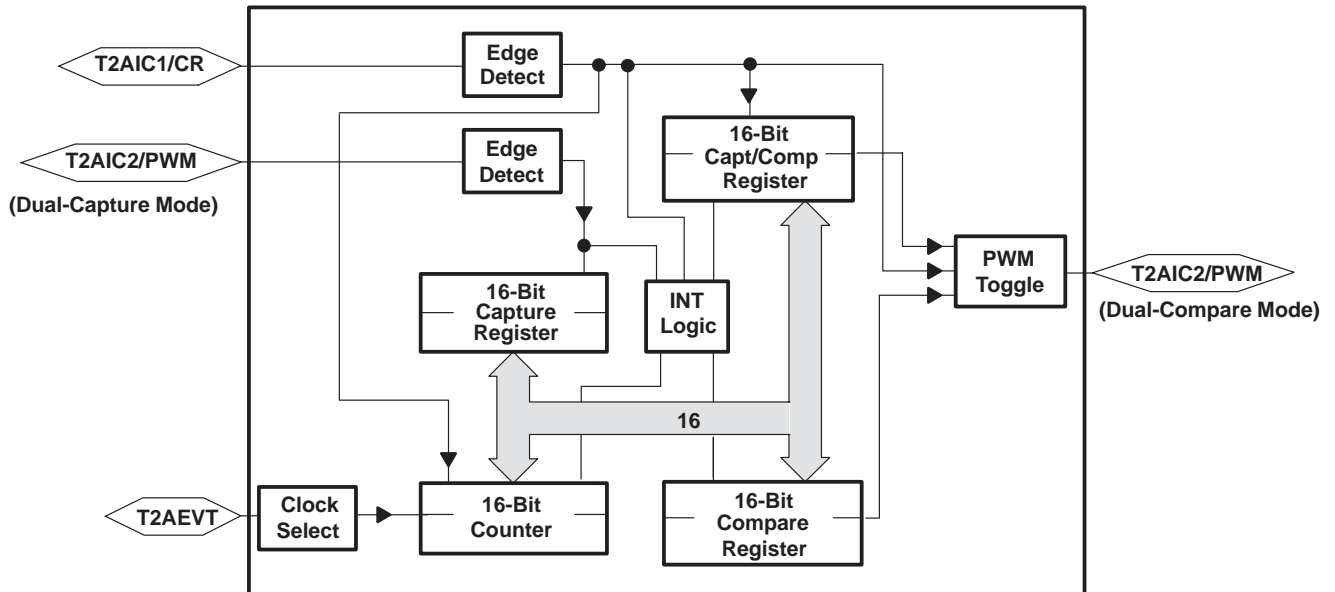 T2AIC1/CR
Edge
Detect
T2AIC2/PWM
(Dual-Capture Mode)
Edge
Detect
16-Bit
Capt/Comp
Register
16-Bit
Capture
Register
INT
Logic
PWM
Toggle
T2AIC2/PWM
(Dual-Compare Mode)
16
T2AEVT
Clock
Select
16-Bit
Counter
16-Bit
Compare
Register